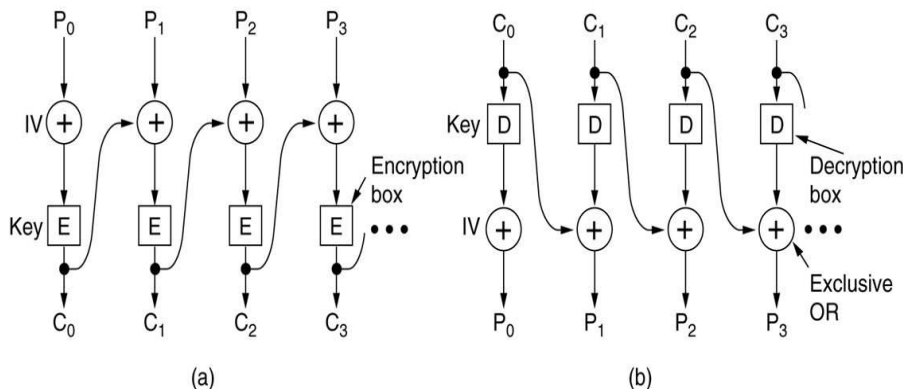 P0 P1 P2 P3
IV + + + +
Encryption box
Key E E E E
C0 C1 C2 C3
(a)
C0 C1 C2 C3
Key D D D D
Decryption box
IV + + + +
Exclusive OR
P0 P1 P2 P3
(b)